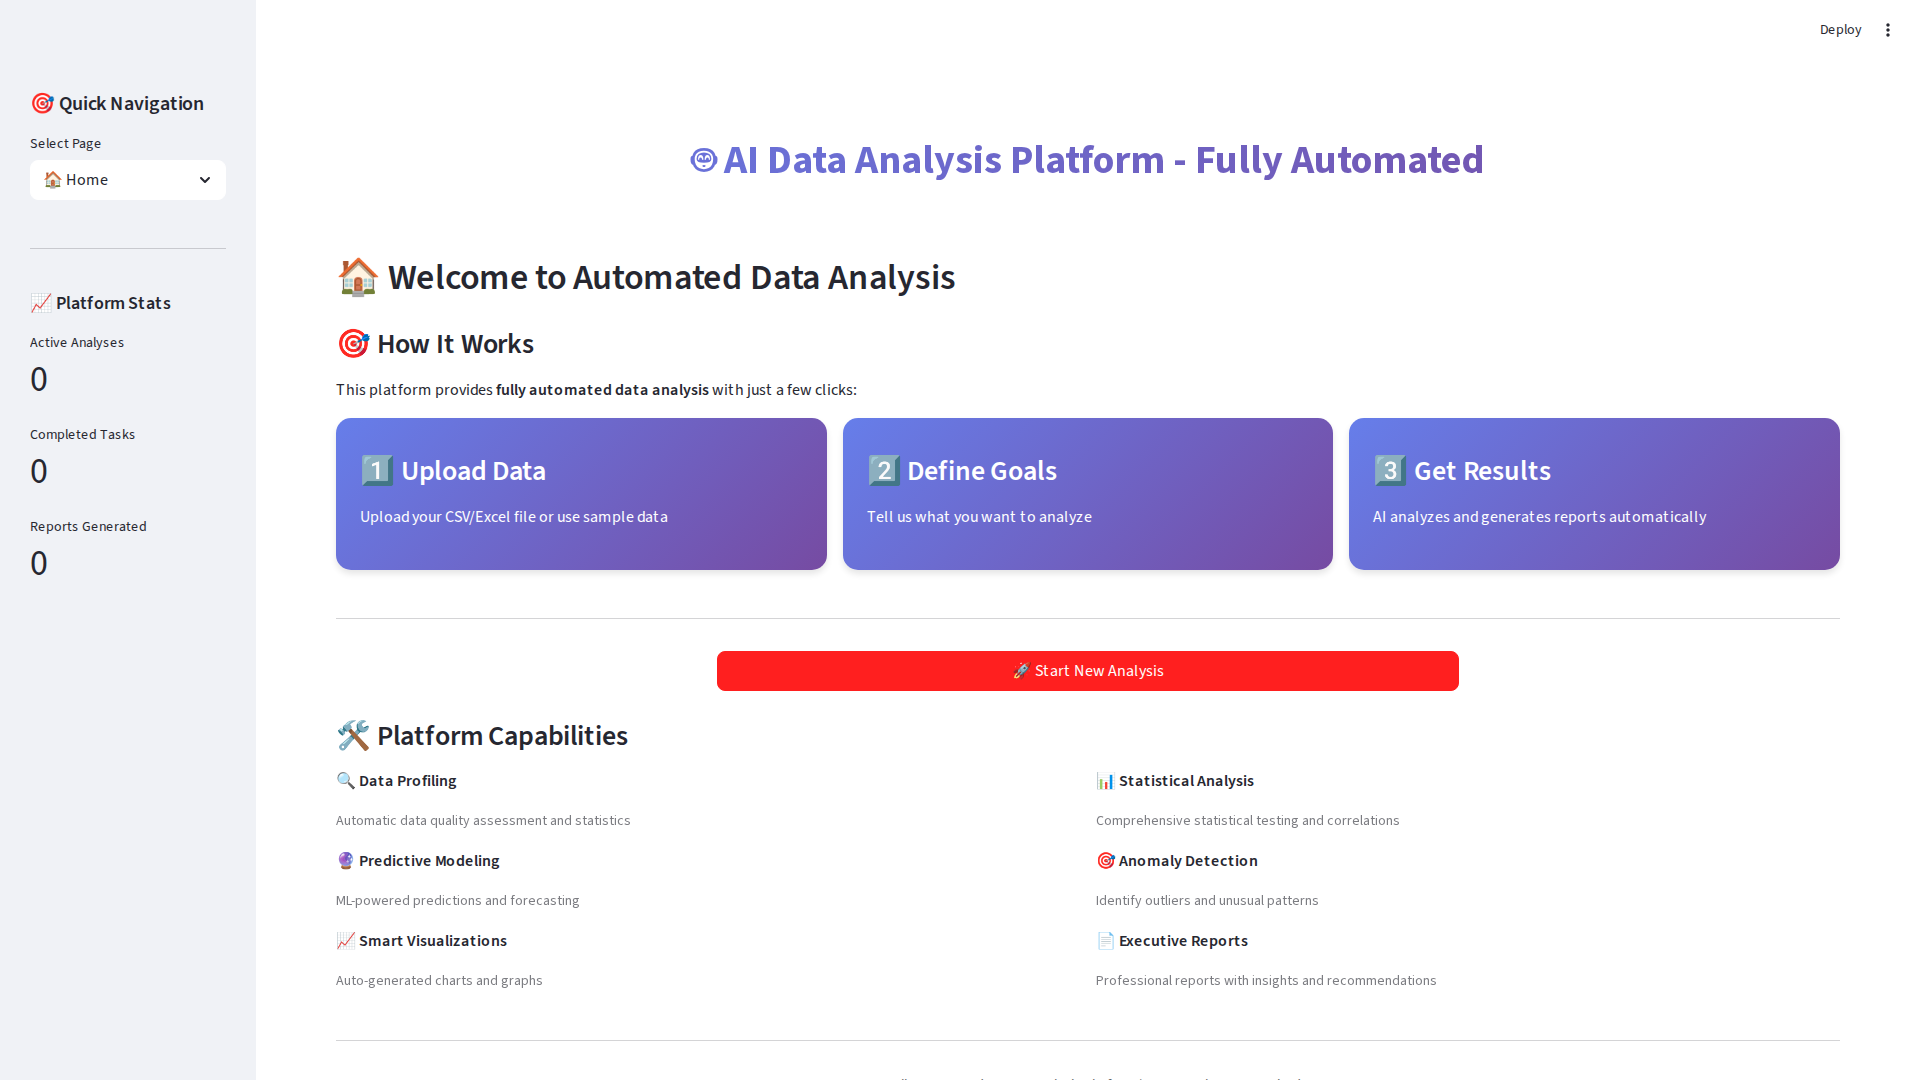 Deploy
🎯 Quick Navigation
Select Page
🏠 Home
📈 Platform Stats
Active Analyses
0
Completed Tasks
0
Reports Generated
0
AI Data Analysis Platform - Fully Automated
🏠 Welcome to Automated Data Analysis
🎯 How It Works
This platform provides fully automated data analysis with just a few clicks:
1️⃣ Upload Data
Upload your CSV/Excel file or use sample data
2️⃣ Define Goals
Tell us what you want to analyze
3️⃣ Get Results
AI analyzes and generates reports automatically
🚀 Start New Analysis
🛠️ Platform Capabilities
🔍 Data Profiling
Automatic data quality assessment and statistics
🔮 Predictive Modeling
ML-powered predictions and forecasting
📈 Smart Visualizations
Auto-generated charts and graphs
📊 Statistical Analysis
Comprehensive statistical testing and correlations
🎯 Anomaly Detection
Identify outliers and unusual patterns
📄 Executive Reports
Professional reports with insights and recommendations